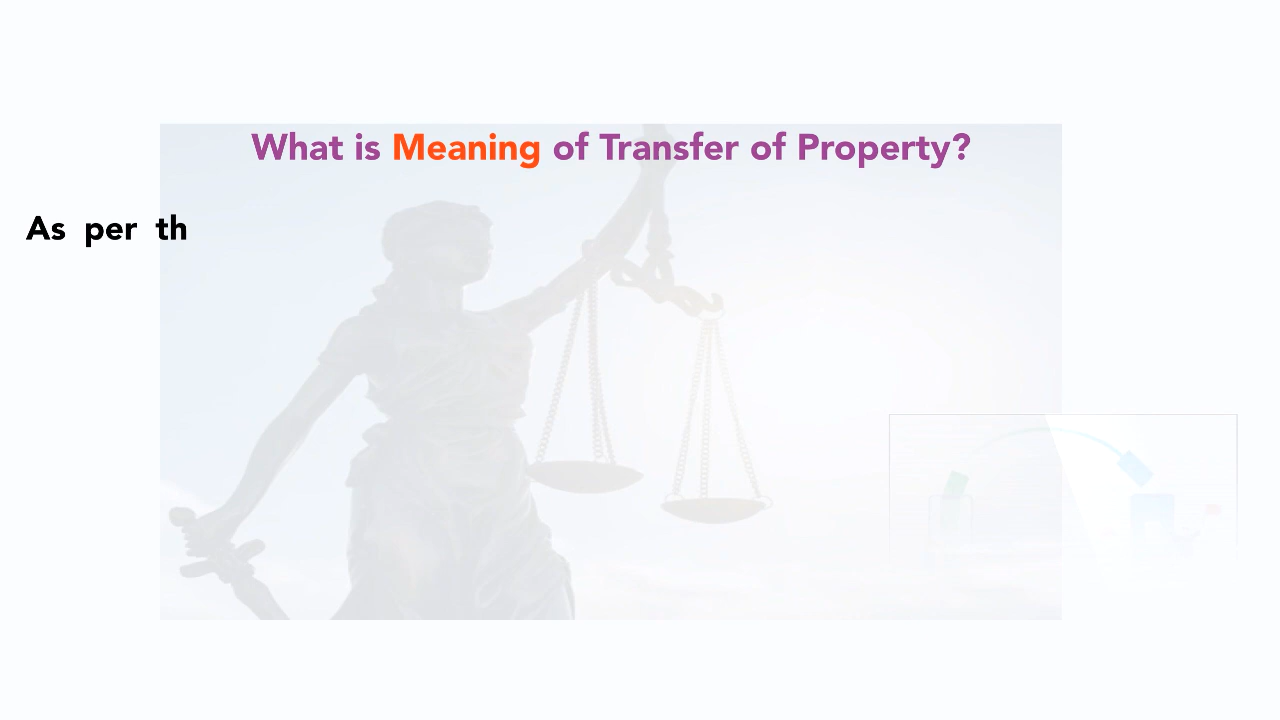 What is Meaning of Transfer of Property?
As per th